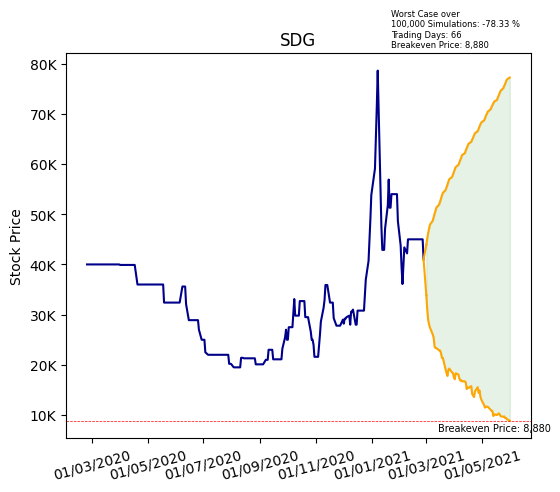 Worst Case over
100,000 Simulations: -78.33 %
Trading Days: 66
Breakeven Price: 8,880
SDG
80K
70K
60K
50K
40K
30K
20K
10K
Stock Price
Breakeven Price: 8,880
01/03/2020
01/05/2020
01/07/2020
01/09/2020
01/11/2020
01/01/2021
01/03/2021
01/05/2021